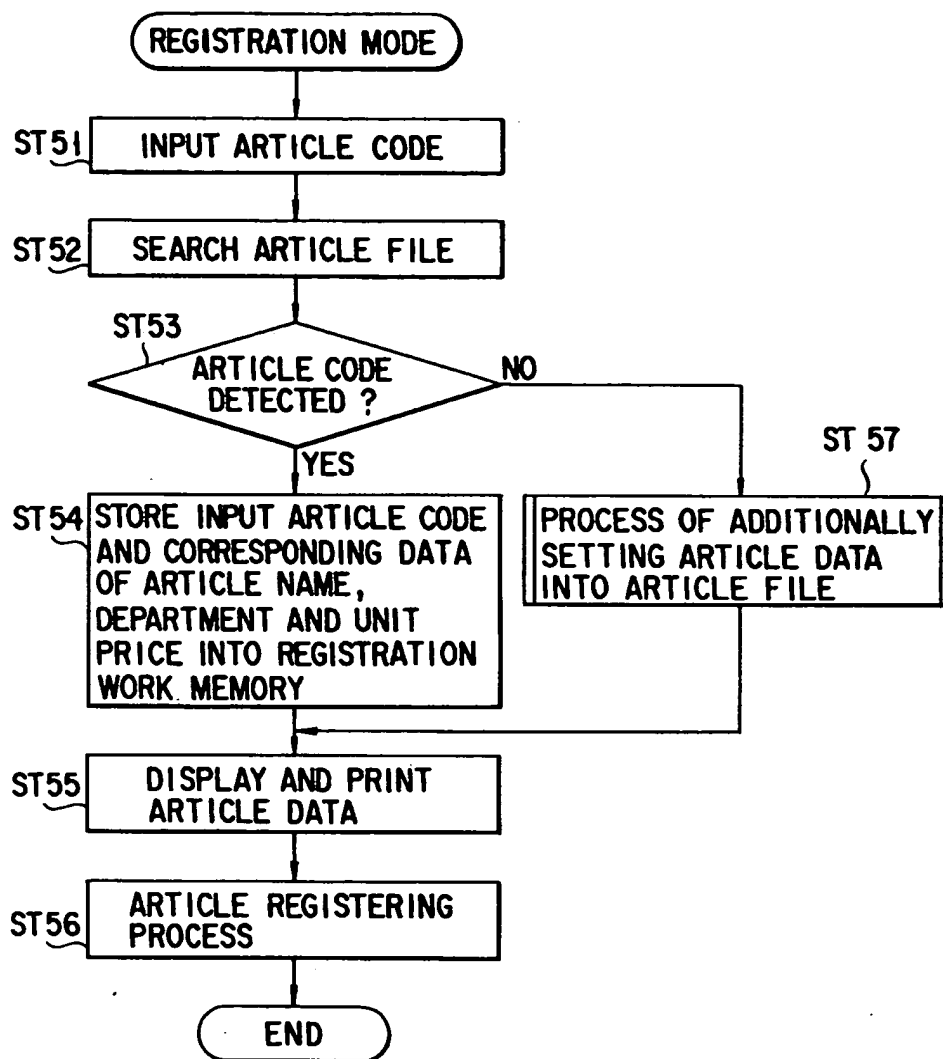 REGISTRATION MODE
ST51
INPUT ARTICLE CODE
ST52
SEARCH ARTICLE FILE
ST53
ARTICLE CODE
DETECTED ?
NO
YES
ST54
STORE INPUT ARTICLE CODE
AND CORRESPONDING DATA
OF ARTICLE NAME,
DEPARTMENT AND UNIT
PRICE INTO REGISTRATION
WORK MEMORY
ST 57
PROCESS OF ADDITIONALLY
SETTING ARTICLE DATA
INTO ARTICLE FILE
ST55
DISPLAY AND PRINT
ARTICLE DATA
ST56
ARTICLE REGISTERING
PROCESS
END